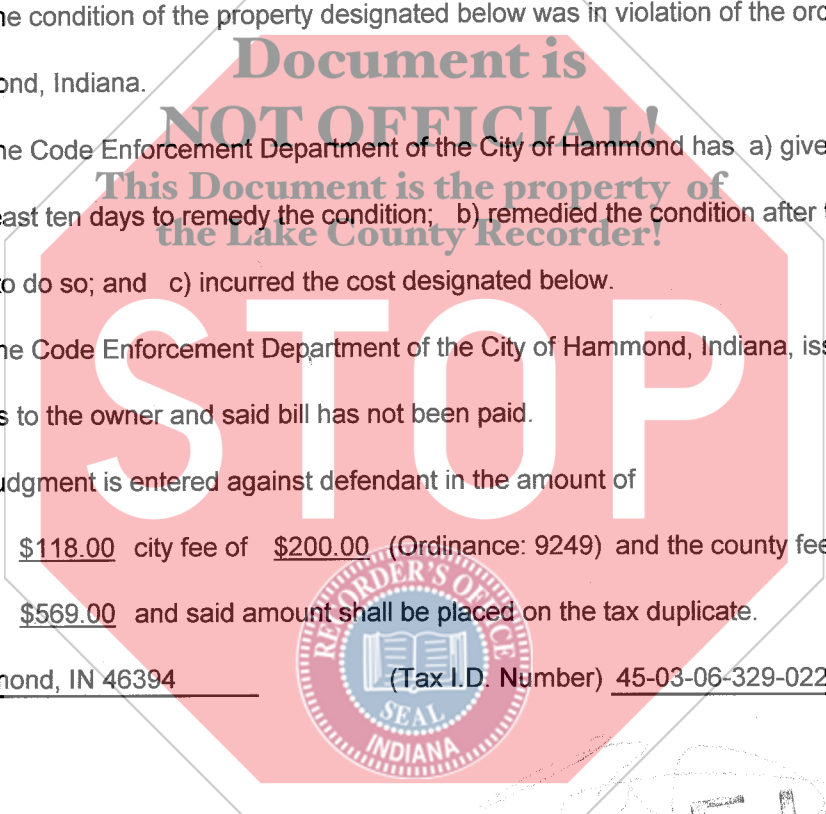 ne condition of the property designated below was in violation of the ord
Document is
ond, Indiana.
NOT OFFICIAL!
ne Code Enforcement Department of the City of Hammond has a) give
This Document is the property of
east ten days to remedy the condition; b) remedied the condition after
the Lake County Recorder!
o do so; and c) incurred the cost designated below.
STOP
ne Code Enforcement Department of the City of Hammond, Indiana, iss
s to the owner and said bill has not been paid.
udgment is entered against defendant in the amount of
$118.00 city fee of $200.00 (Ordinance: 9249) and the county fee
$569.00 and said amount shall be placed on the tax duplicate.
RECORDER'S OFFICE
mond, IN 46394 (Tax I.D. Number) 45-03-06-329-022
SEAL
INDIANA